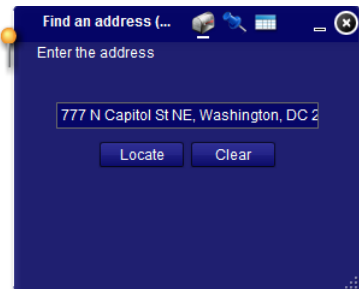 Find an address (...
Enter the address
777 N Capitol St NE, Washington, DC 2
Locate Clear